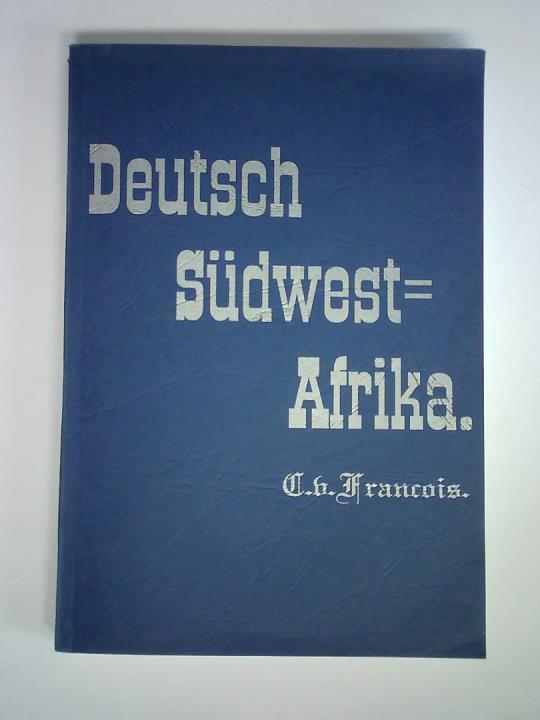 Deutsch
Südwest=
Afrika.
C.v.Francois.